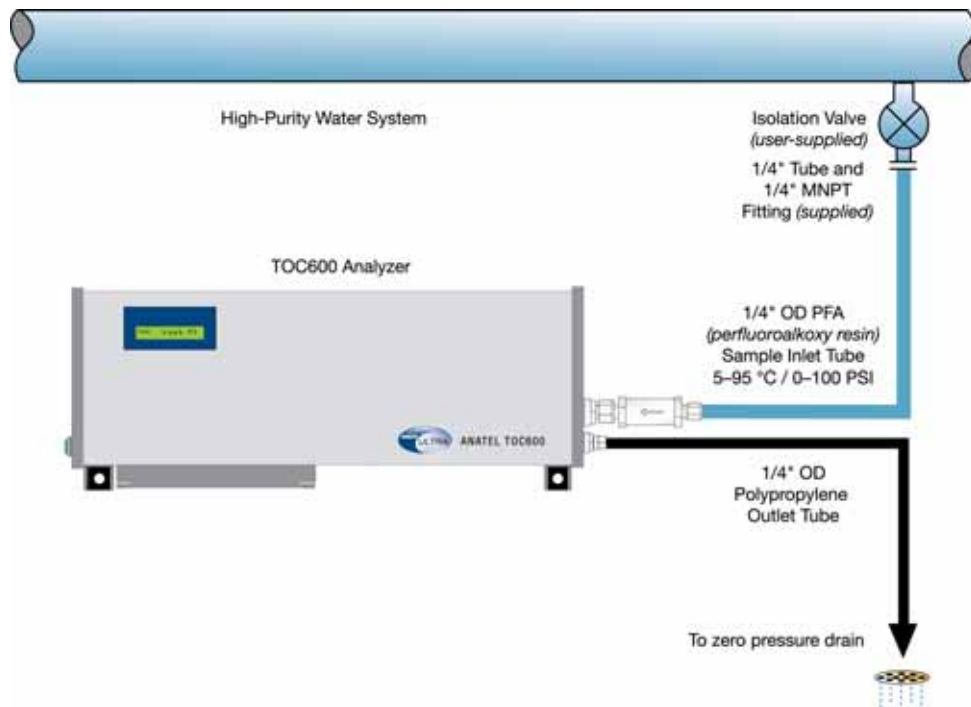 High-Purity Water System
Isolation Valve
(user-supplied)
1/4" Tube and
1/4" MNPT
Fitting (supplied)
TOC600 Analyzer
1/4" OD PFA
(perfluoroalkoxy resin)
Sample Inlet Tube
5–95 °C / 0–100 PSI
ULTRA ANATEL TOC600
1/4" OD
Polypropylene
Outlet Tube
To zero pressure drain